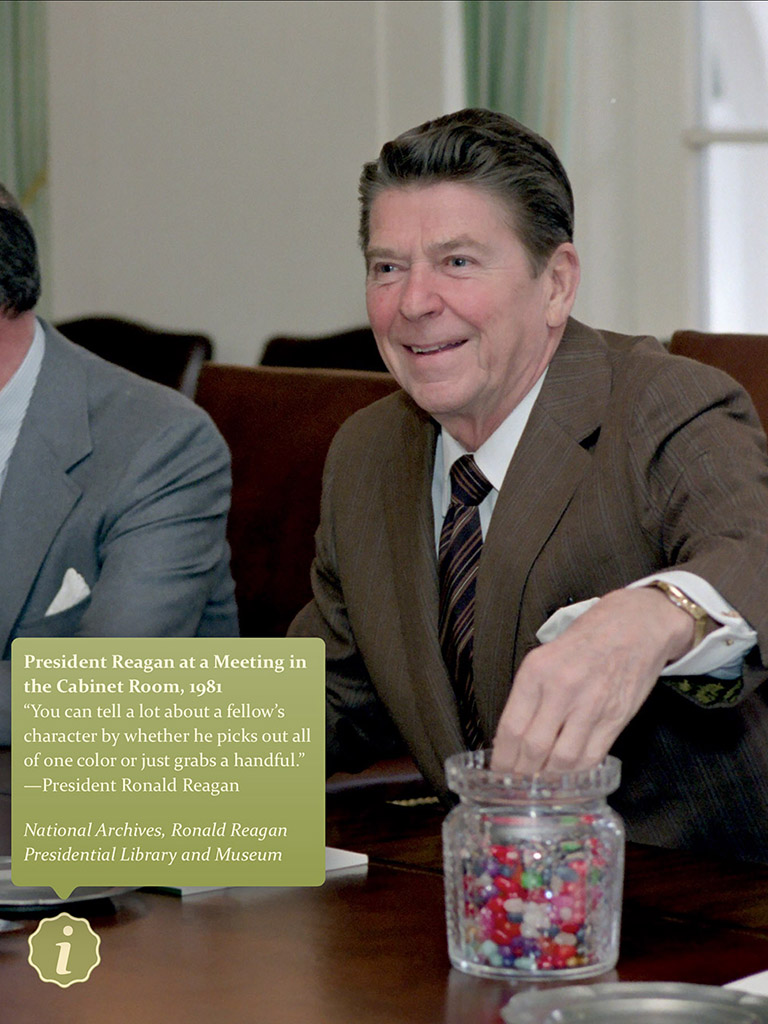 President Reagan at a Meeting in
the Cabinet Room, 1981
“You can tell a lot about a fellow’s
character by whether he picks out all
of one color or just grabs a handful.”
—President Ronald Reagan
National Archives, Ronald Reagan
Presidential Library and Museum
i